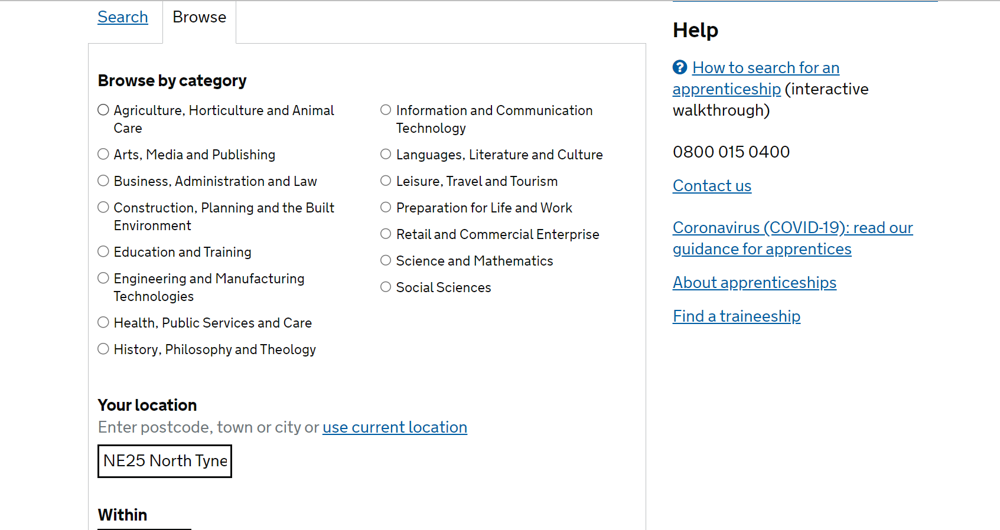 Search
Browse
Browse by category
Agriculture, Horticulture and Animal
Care
Arts, Media and Publishing
Business, Administration and Law
Construction, Planning and the Built
Environment
Education and Training
Engineering and Manufacturing
Technologies
Health, Public Services and Care
History, Philosophy and Theology
Information and Communication
Technology
Languages, Literature and Culture
Leisure, Travel and Tourism
Preparation for Life and Work
Retail and Commercial Enterprise
Science and Mathematics
Social Sciences
Your location
Enter postcode, town or city or use current location
NE25 North Tyne
Within
Help
? How to search for an
apprenticeship (interactive
walkthrough)
0800 015 0400
Contact us
Coronavirus (COVID-19): read our
guidance for apprentices
About apprenticeships
Find a traineeship